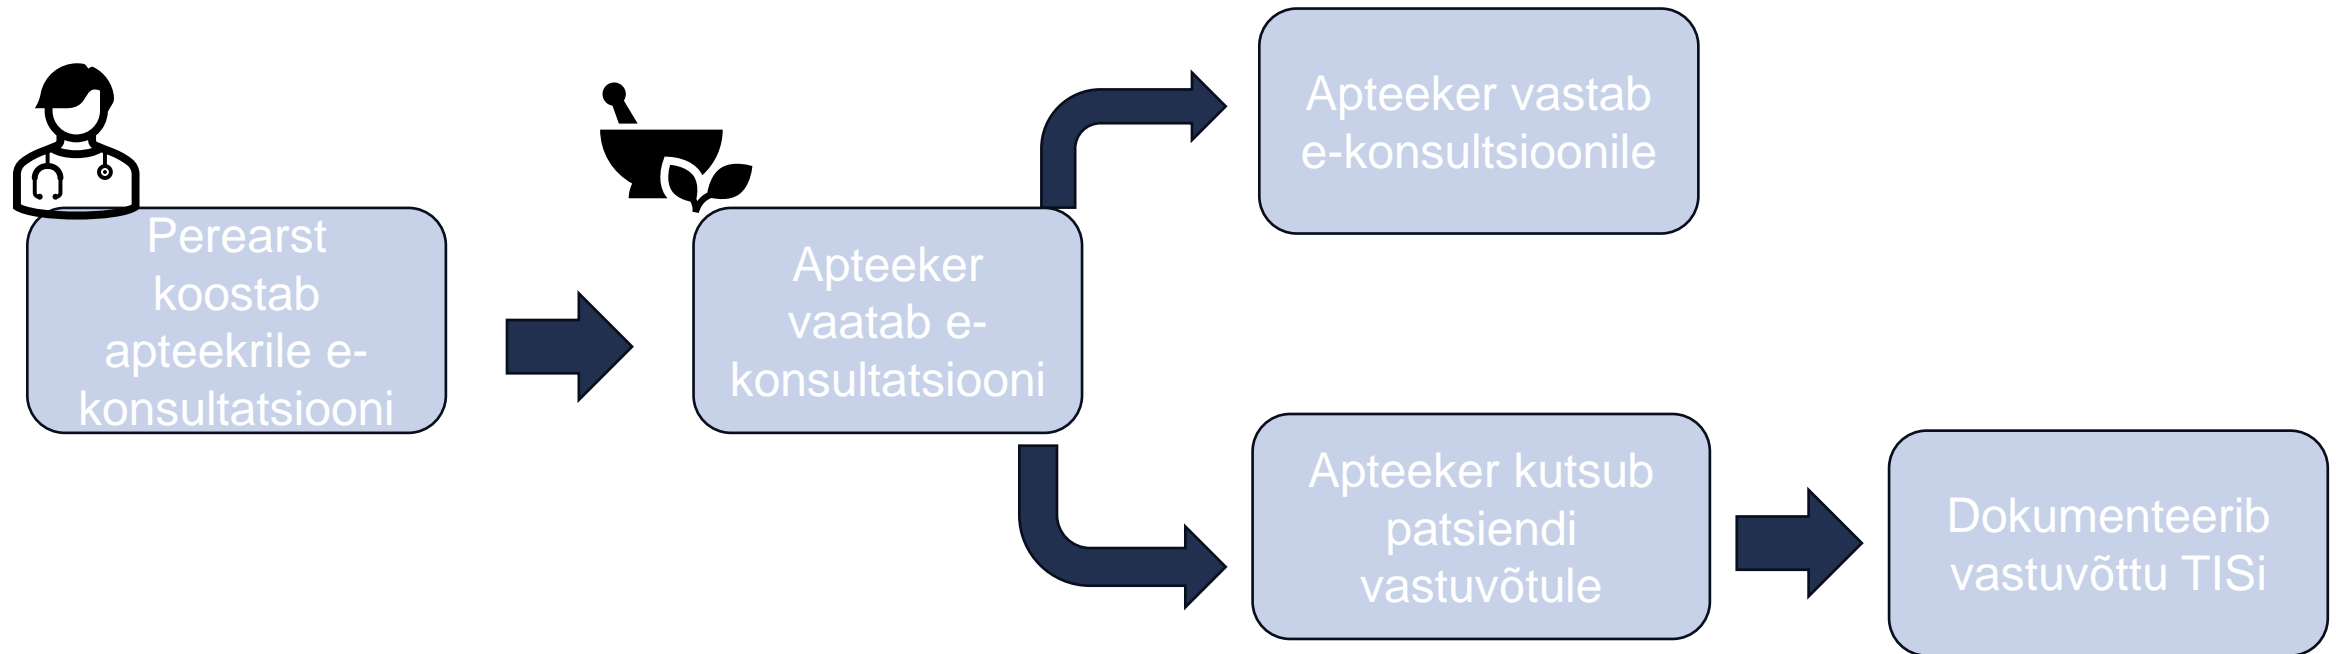 Perearst
koostab
apteekrile e-
konsultatsiooni
Apteeker
vaatab e-
konsultatsiooni
Apteeker vastab
e-konsultsioonile
Apteeker kutsub
patsiendi
vastuvõtule
Dokumenteerib
vastuvõttu TISi